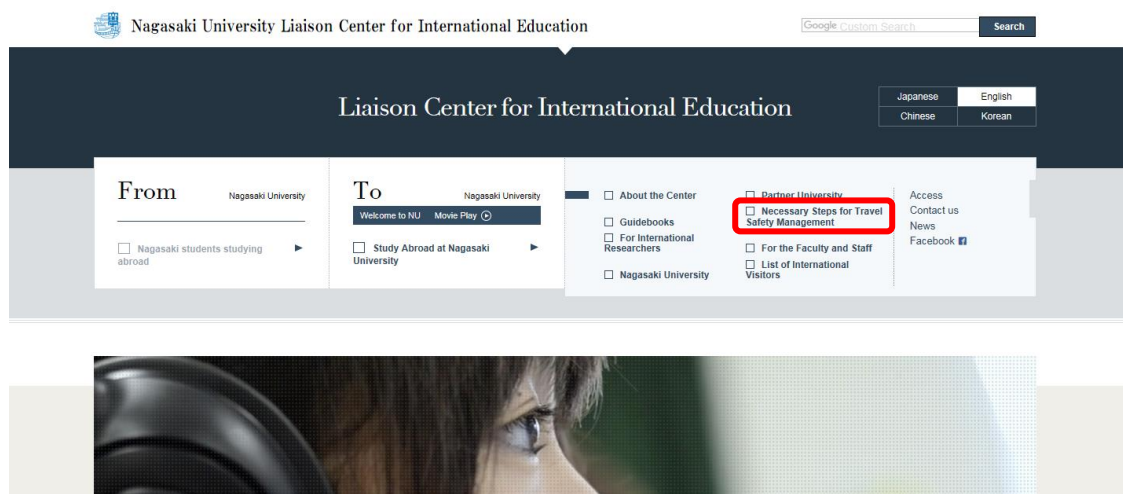 Nagasaki University Liaison Center for International Education
Google Custom Search
Search
Liaison Center for International Education
Japanese
English
Chinese
Korean
From
Nagasaki University
Nagasaki students studying
abroad
To
Nagasaki University
Welcome to NU Movie Play
Study Abroad at Nagasaki
University
About the Center
Guidebooks
For International
Researchers
Nagasaki University
Partner University
Necessary Steps for Travel
Safety Management
For the Faculty and Staff
List of International
Visitors
Access
Contact us
News
Facebook